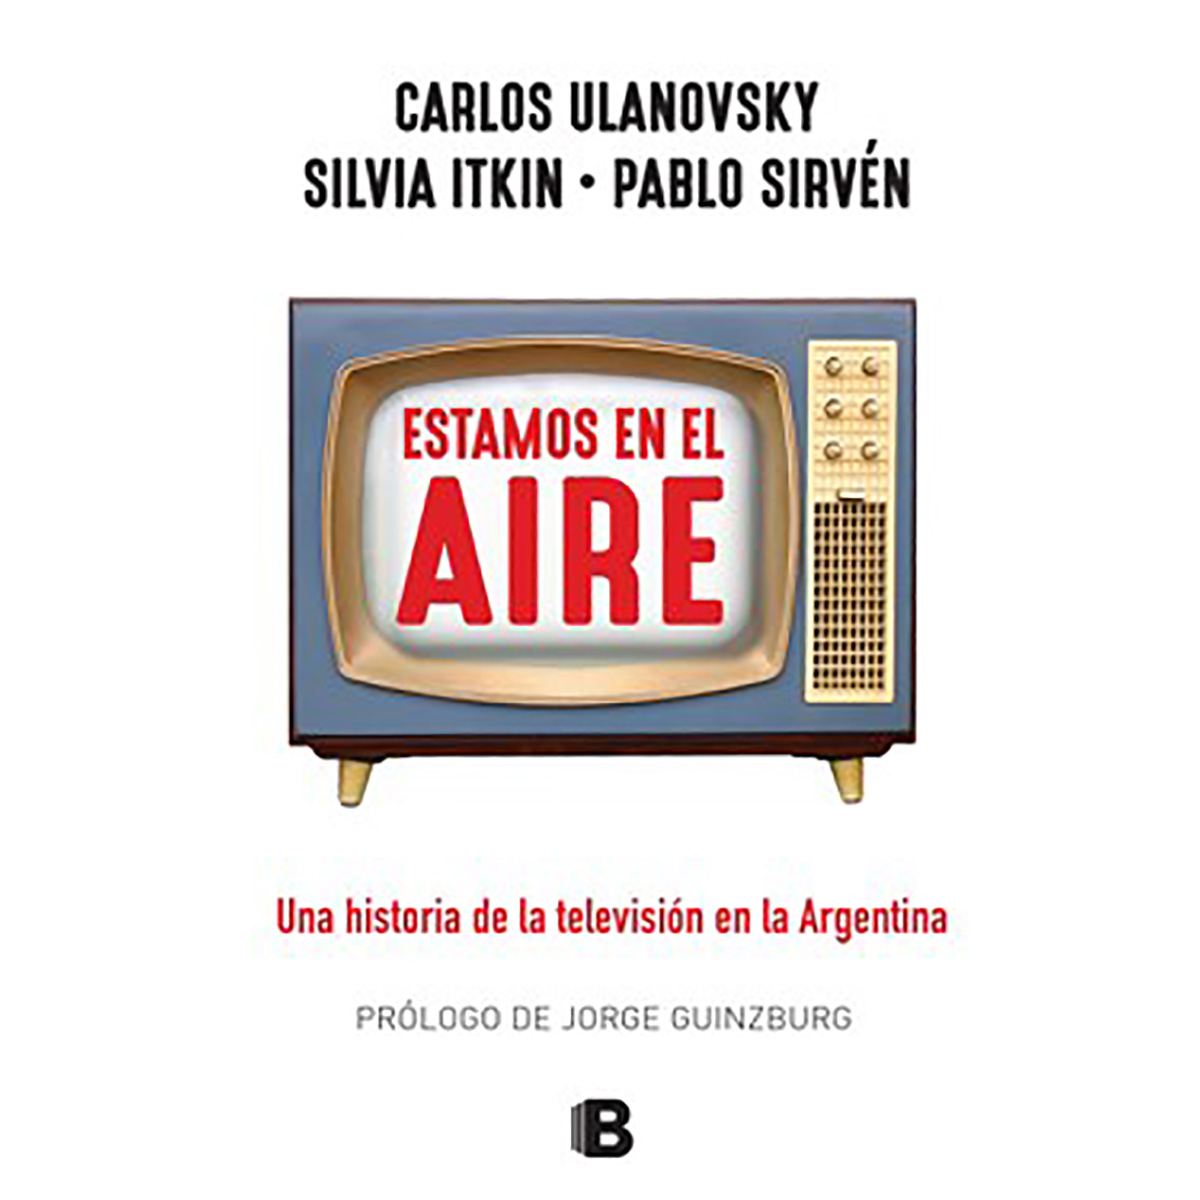 CARLOS ULANOVSKY
SILVIA ITKIN • PABLO SIRVÉN
ESTAMOS EN EL
AIRE
Una historia de la televisión en la Argentina
PRÓLOGO DE JORGE GUINZBURG
B